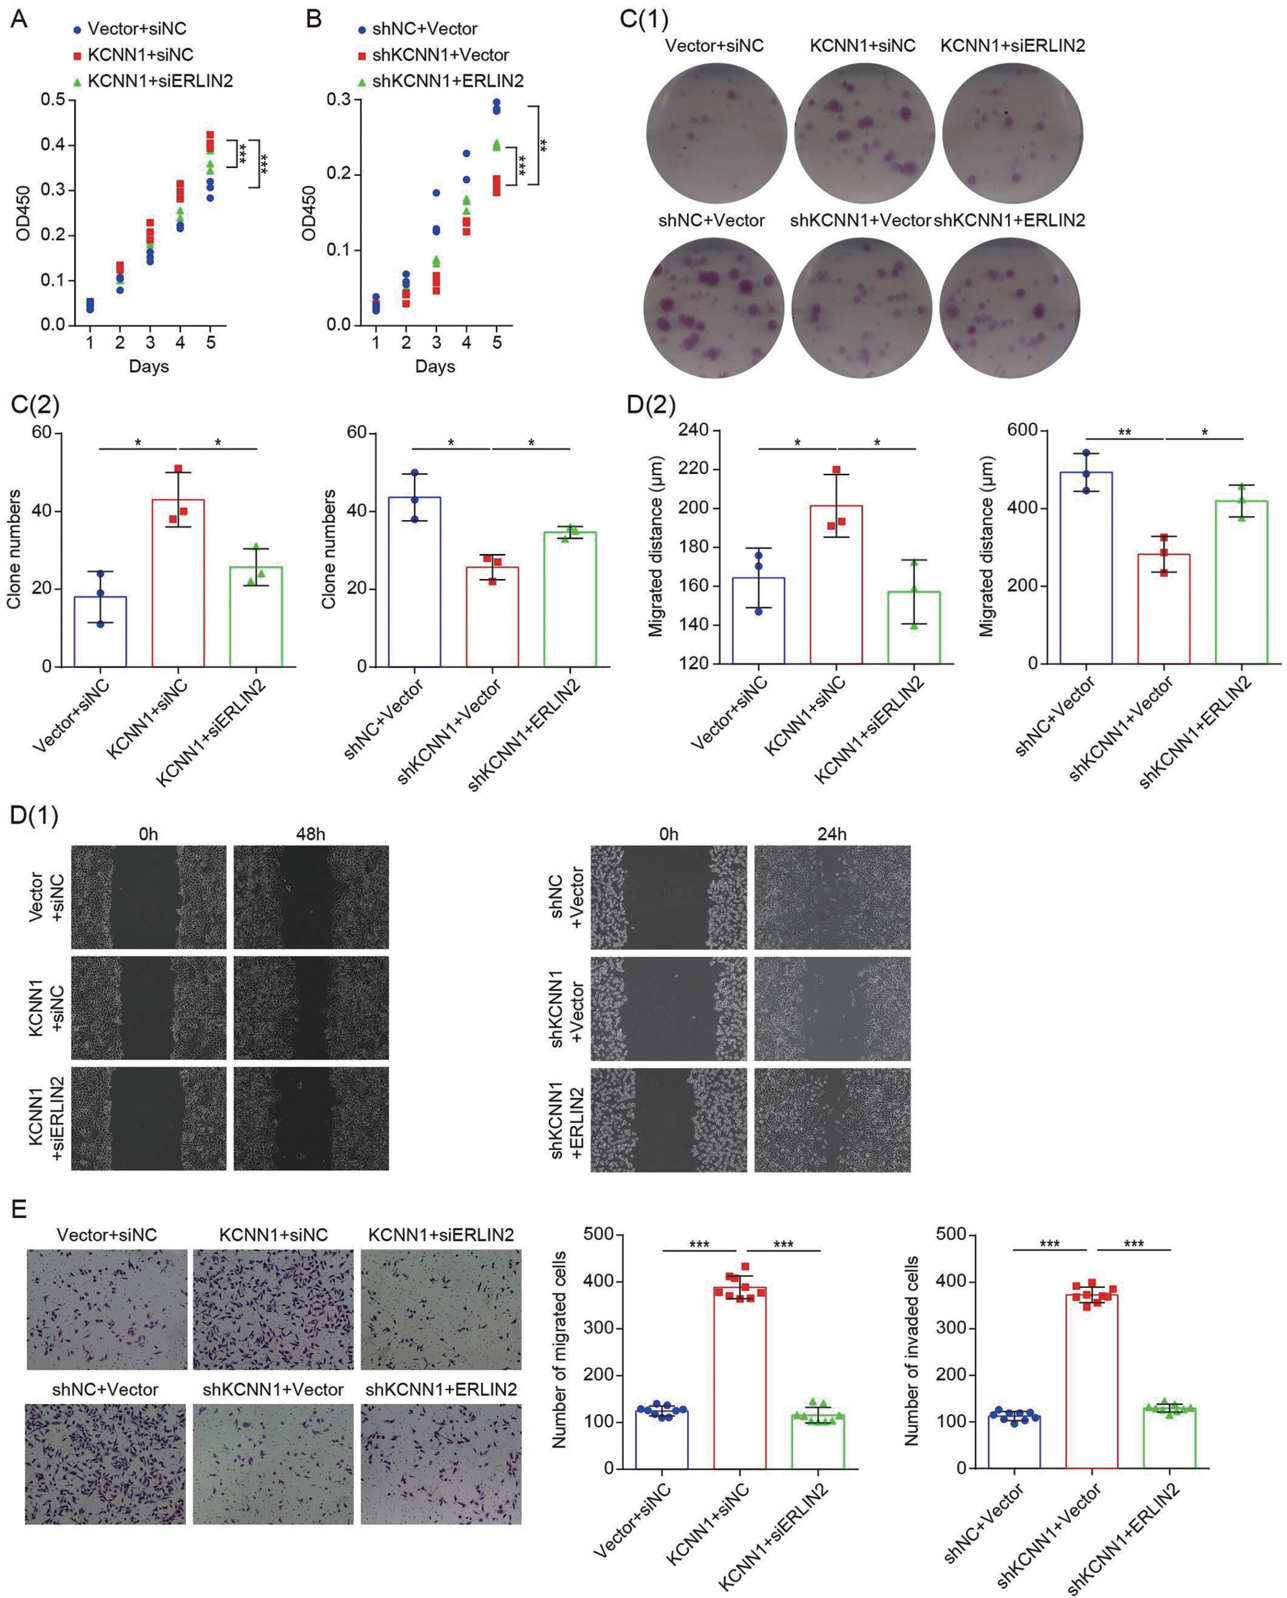 A
Vector+siNC
KCNN1+siNC
KCNN1+siERLIN2
OD450
0.5
0.4
0.3
0.2
0.1
0.0
***
***
1 2 3 4 5
Days
B
shNC+Vector
shKCNN1+Vector
shKCNN1+ERLIN2
OD450
0.3
0.2
0.1
0.0
***
**
1 2 3 4 5
Days
C(1)
Vector+siNC KCNN1+siNC KCNN1+siERLIN2
shNC+Vector shKCNN1+Vector shKCNN1+ERLIN2
C(2)
Clone numbers
60
40
20
0
* *
Vector+siNC
KCNN1+siNC
KCNN1+siERLIN2
Clone numbers
60
40
20
0
* *
shNC+Vector
shKCNN1+Vector
shKCNN1+ERLIN2
D(2)
Migrated distance (μm)
240
220
200
180
160
140
120
* *
Vector+siNC
KCNN1+siNC
KCNN1+siERLIN2
Migrated distance (μm)
600
400
200
0
** *
shNC+Vector
shKCNN1+Vector
shKCNN1+ERLIN2
D(1)
0h 48h
Vector
+siNC
KCNN1
+siNC
KCNN1
+siERLIN2
0h 24h
shNC
+Vector
shKCNN1
+Vector
shKCNN1
+ERLIN2
E
Vector+siNC KCNN1+siNC KCNN1+siERLIN2
shNC+Vector shKCNN1+Vector shKCNN1+ERLIN2
Number of migrated cells
500
400
300
200
100
0
*** ***
Vector+siNC
KCNN1+siNC
KCNN1+siERLIN2
Number of invaded cells
500
400
300
200
100
0
*** ***
shNC+Vector
shKCNN1+Vector
shKCNN1+ERLIN2